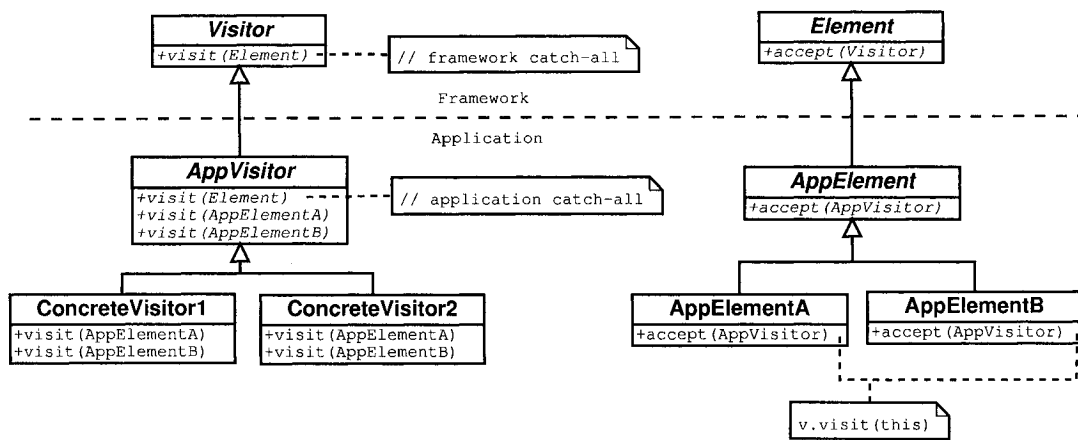 Visitor
+visit(Element)
// framework catch-all
Element
+accept(Visitor)
Framework
Application
AppVisitor
+visit(Element)
+visit(AppElementA)
+visit(AppElementB)
// application catch-all
AppElement
+accept(AppVisitor)
ConcreteVisitor1
+visit(AppElementA)
+visit(AppElementB)
ConcreteVisitor2
+visit(AppElementA)
+visit(AppElementB)
AppElementA
+accept(AppVisitor)
AppElementB
+accept(AppVisitor)
v.visit(this)